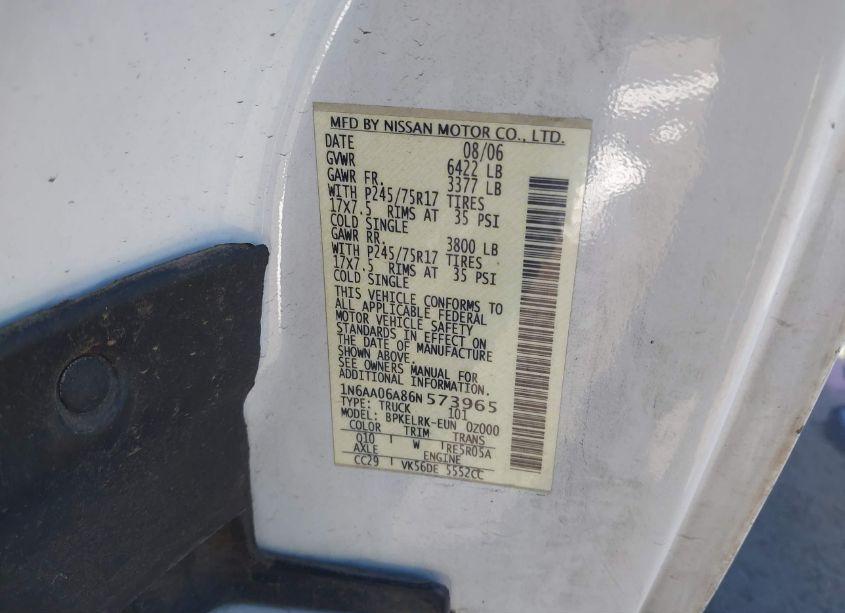 MFD BY NISSAN MOTOR CO., LTD.
DATE 08/06
GVWR 6422 LB
GAWR FR. 3377 LB
WITH P245/75R17 TIRES
17X7.5 RIMS AT 35 PSI
COLD SINGLE
GAWR RR. 3800 LB
WITH P245/75R17 TIRES
17X7.5 RIMS AT 35 PSI
COLD SINGLE
THIS VEHICLE CONFORMS TO
ALL APPLICABLE FEDERAL
MOTOR VEHICLE SAFETY
STANDARDS IN EFFECT ON
THE DATE OF MANUFACTURE
SHOWN ABOVE.
SEE OWNERS MANUAL FOR
ADDITIONAL INFORMATION.
1N6AA06A86N573965
TYPE: TRUCK 101
MODEL: BPKELRK-EUN 0Z000
COLOR TRIM TRANS
Q10 W RE5R05A
AXLE ENGINE
CC29 VK56DE 5552CC